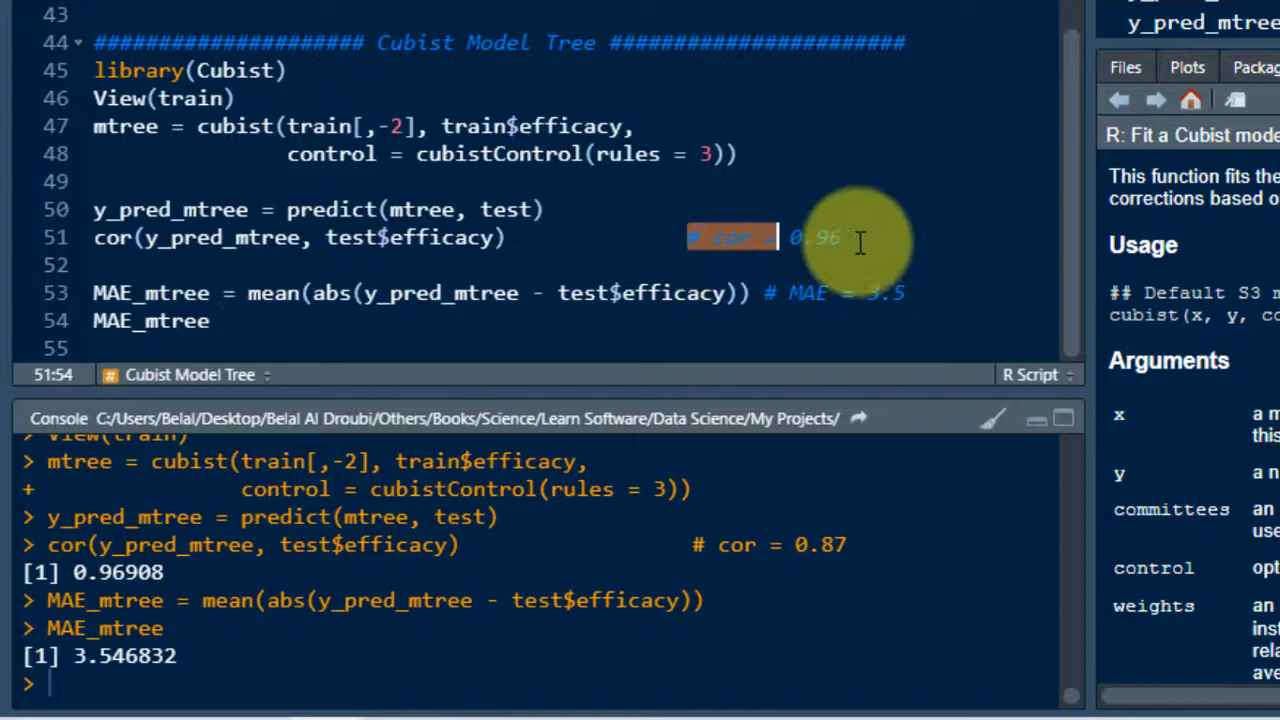 43
44 ##################### Cubist Model Tree #######################
45 library(Cubist)
46 View(train)
47 mtree = cubist(train[,-2], train$efficacy,
48 control = cubistControl(rules = 3))
49
50 y_pred_mtree = predict(mtree, test)
51 cor(y_pred_mtree, test$efficacy) # cor = 0.96
52
53 MAE_mtree = mean(abs(y_pred_mtree - test$efficacy)) # MAE = 3.5
54 MAE_mtree
55
51:54 # Cubist Model Tree R Script
Console C:/Users/Belal/Desktop/Belal Al Droubi/Others/Books/Science/Learn Software/Data Science/My Projects/
> View(train)
> mtree = cubist(train[,-2], train$efficacy,
+ control = cubistControl(rules = 3))
> y_pred_mtree = predict(mtree, test)
> cor(y_pred_mtree, test$efficacy) # cor = 0.87
[1] 0.96908
> MAE_mtree = mean(abs(y_pred_mtree - test$efficacy))
> MAE_mtree
[1] 3.546832
>
y_pred_mtree
Files Plots Packag
R: Fit a Cubist mode
This function fits the
corrections based o
Usage
## Default S3 m
cubist(x, y, co
Arguments
x a m
this
y a n
committees an
use
control opt
weights an
inst
rela
ave